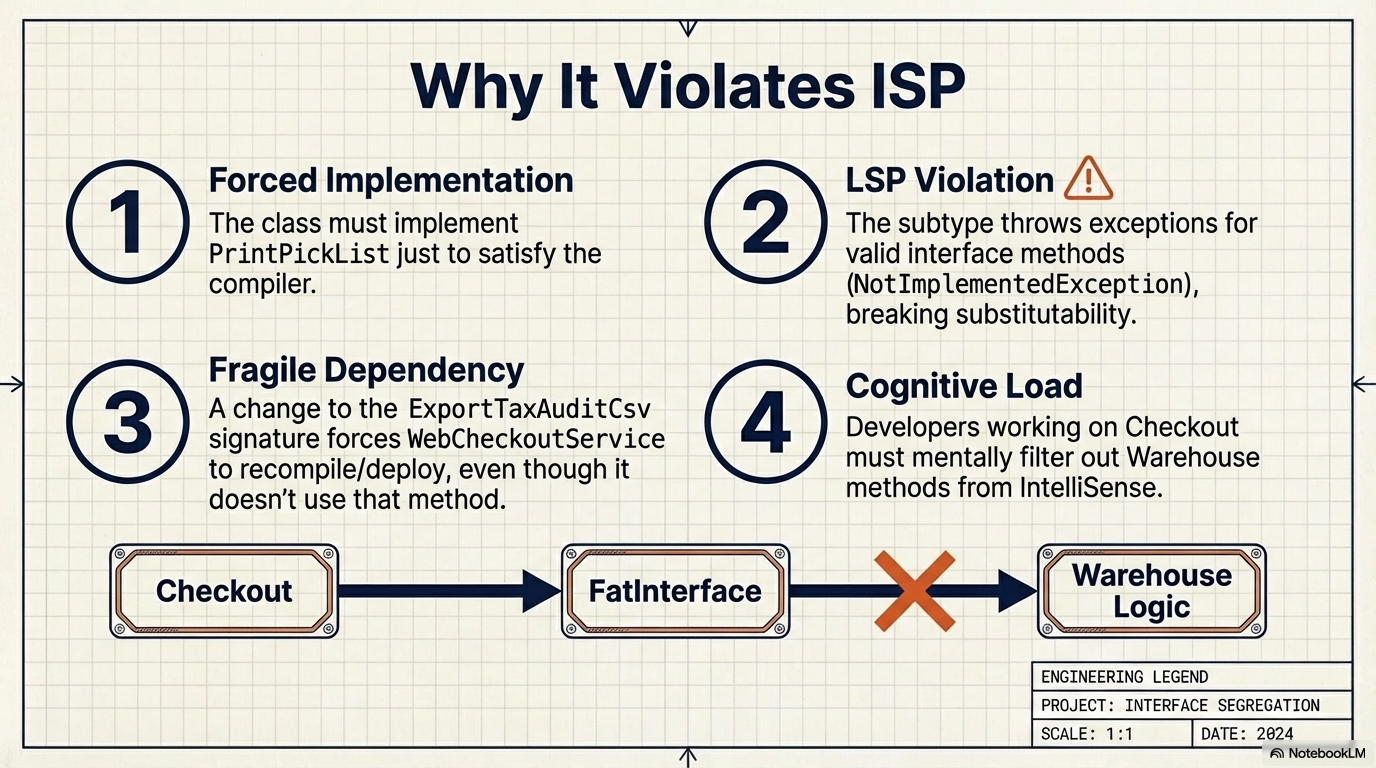 Why It Violates ISP
1
Forced Implementation
The class must implement
PrintPickList just to satisfy the
compiler.
2
LSP Violation
The subtype throws exceptions for
valid interface methods
(NotImplementedException),
breaking substitutability.
3
Fragile Dependency
A change to the ExportTaxAuditCsv
signature forces WebCheckoutService
to recompile/deploy, even though it
doesn't use that method.
4
Cognitive Load
Developers working on Checkout
must mentally filter out Warehouse
methods from IntelliSense.
Checkout
FatInterface
Warehouse
Logic
ENGINEERING LEGEND
PROJECT: INTERFACE SEGREGATION
SCALE: 1:1
DATE: 2024
NotebookLM